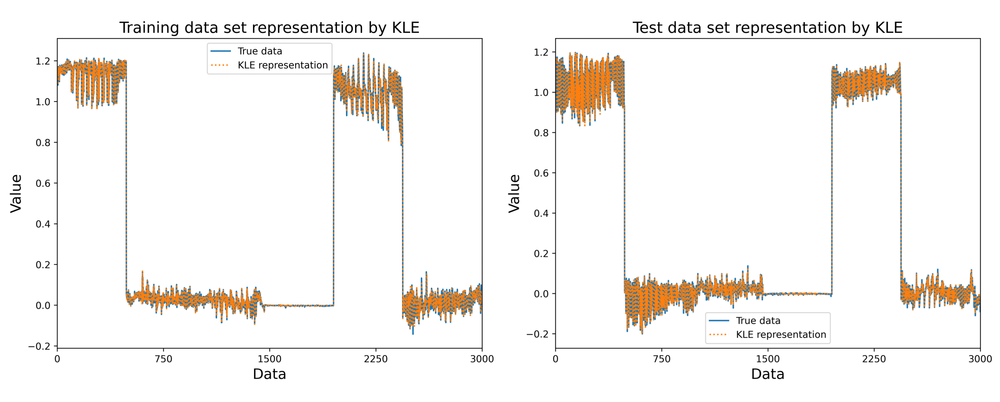 Training data set representation by KLE
True data
KLE representation
1.2
1.0
0.8
0.6
0.4
0.2
0.0
−0.2
Value
0 750 1500 2250 3000
Data
Test data set representation by KLE
1.2
1.0
0.8
0.6
0.4
0.2
0.0
−0.2
Value
True data
KLE representation
0 750 1500 2250 3000
Data